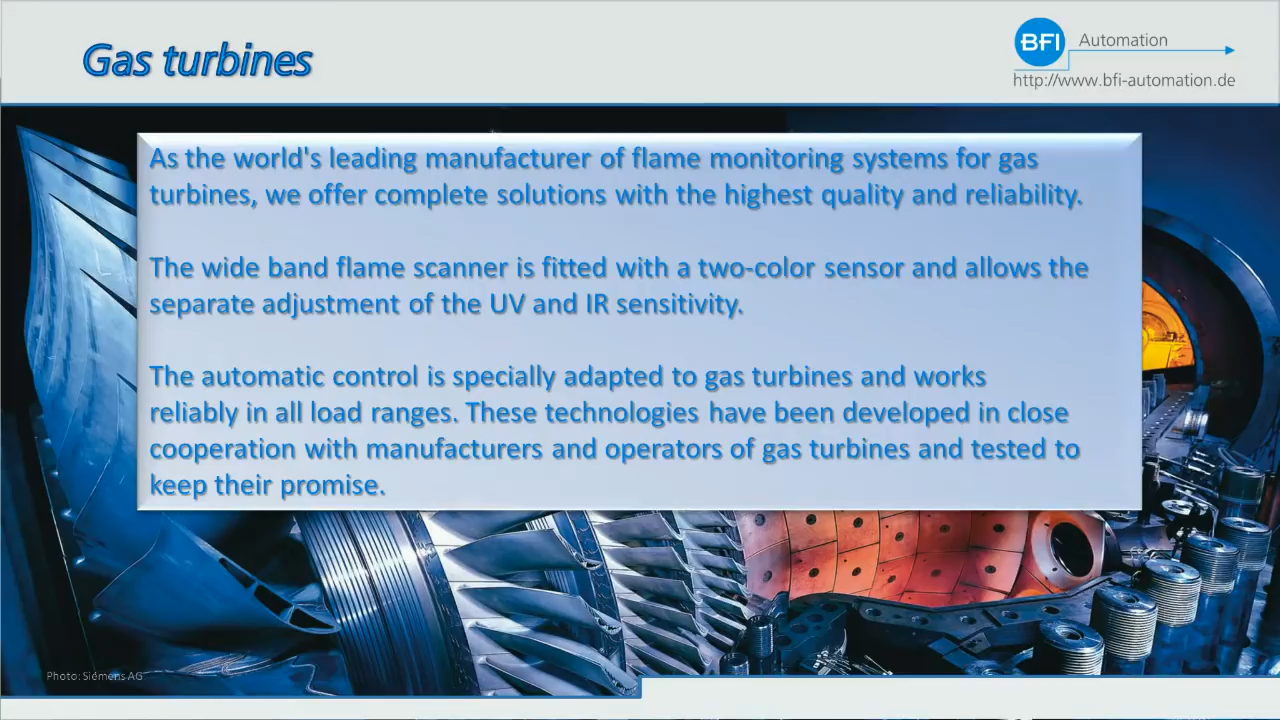 Gas turbines
BFI Automation
http://www.bfi-automation.de
As the world's leading manufacturer of flame monitoring systems for gas
turbines, we offer complete solutions with the highest quality and reliability.
The wide band flame scanner is fitted with a two-color sensor and allows the
separate adjustment of the UV and IR sensitivity.
The automatic control is specially adapted to gas turbines and works
reliably in all load ranges. These technologies have been developed in close
cooperation with manufacturers and operators of gas turbines and tested to
keep their promise.
Photo: Siemens AG